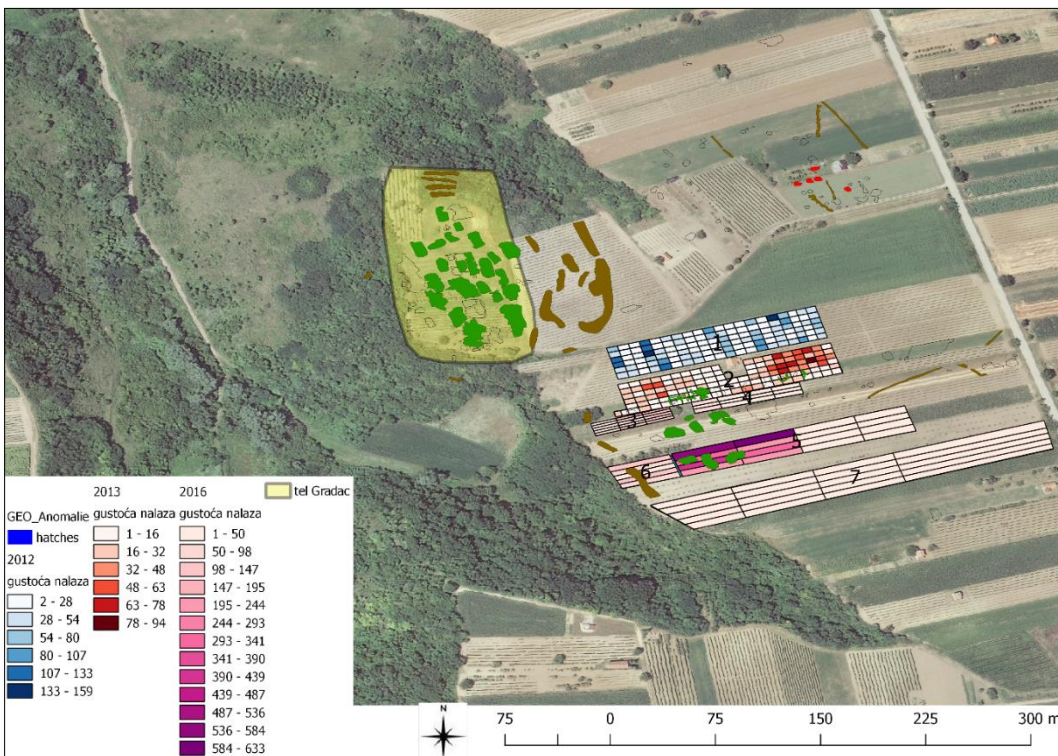 1
2
4
3
5
6
7
2013 2016 tel Gradac
GEO_Anomalie gustoća nalaza gustoća nalaza
hatches
2012
gustoća nalaza
2 - 28
28 - 54
54 - 80
80 - 107
107 - 133
133 - 159
1 - 16
16 - 32
32 - 48
48 - 63
63 - 78
78 - 94
1 - 50
50 - 98
98 - 147
147 - 195
195 - 244
244 - 293
293 - 341
341 - 390
390 - 439
439 - 487
487 - 536
536 - 584
584 - 633
N
75 0 75 150 225 300 m